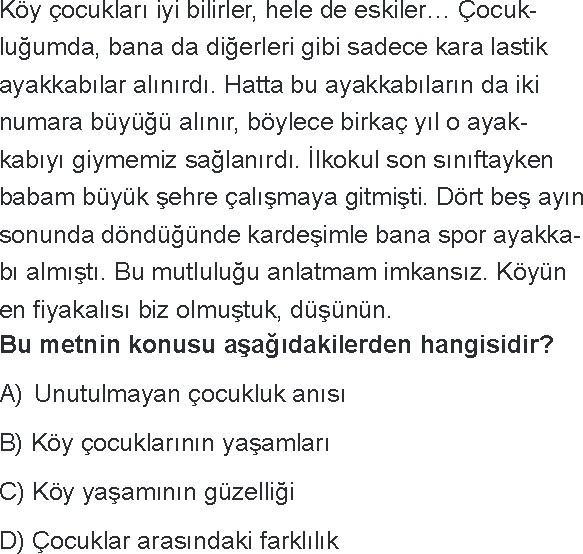 Köy çocukları iyi bilirler, hele de eskiler… Çocuk-
luğumda, bana da diğerleri gibi sadece kara lastik
ayakkabılar alınırdı. Hatta bu ayakkabıların da iki
numara büyüğü alınır, böylece birkaç yıl o ayak-
kabıyı giymemiz sağlanırdı. İlkokul son sınıftayken
babam büyük şehre çalışmaya gitmişti. Dört beş ayın
sonunda döndüğünde kardeşimle bana spor ayakka-
bı almıştı. Bu mutluluğu anlatmam imkansız. Köyün
en fiyakalısı biz olmuştuk, düşünün.
Bu metnin konusu aşağıdakilerden hangisidir?
A) Unutulmayan çocukluk anısı
B) Köy çocuklarının yaşamları
C) Köy yaşamının güzelliği
D) Çocuklar arasındaki farklılık